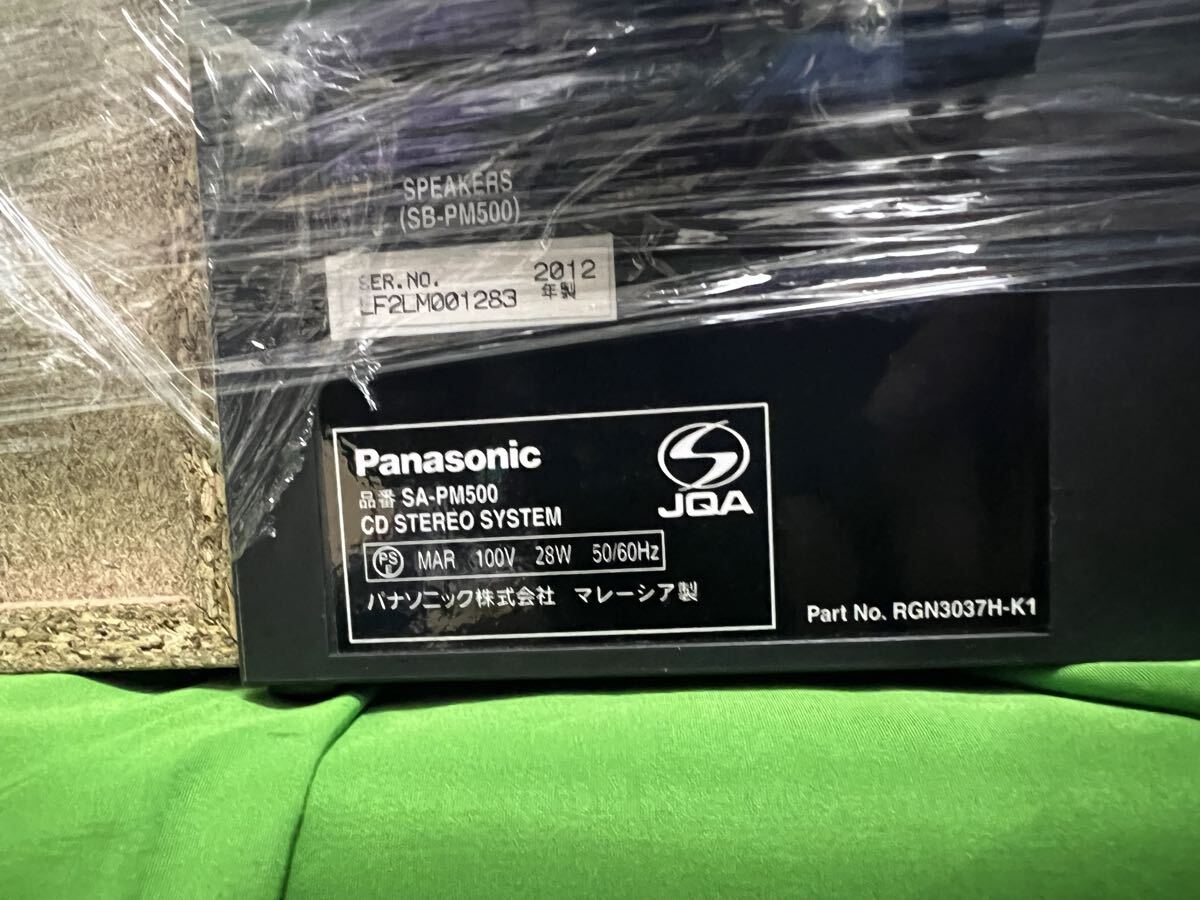 SPEAKERS
(SB-PM500)
SER.NO. 2012
LF2LM001283 年製
Panasonic
JQA
品番 SA-PM500
CD STEREO SYSTEM
PS E MAR 100V 28W 50/60Hz
パナソニック株式会社 マレーシア製
Part No. RGN3037H-K1